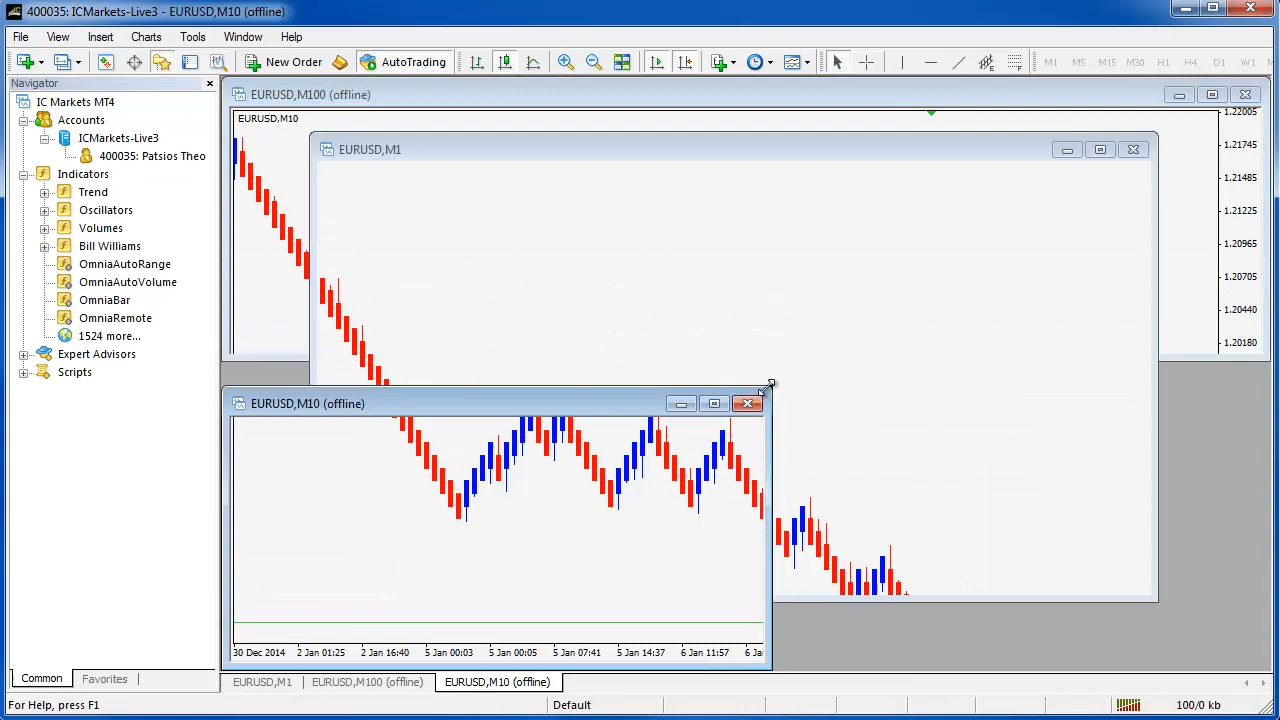 400035: ICMarkets-Live3 - EURUSD,M10 (offline)
File View Insert Charts Tools Window Help
New Order AutoTrading M1 M5 M15 M30 H1 H4 D1 W1
Navigator
IC Markets MT4
Accounts
ICMarkets-Live3
400035: Patsios Theo
Indicators
Trend
Oscillators
Volumes
Bill Williams
OmniaAutoRange
OmniaAutoVolume
OmniaBar
OmniaRemote
1524 more...
Expert Advisors
Scripts
Common Favorites
EURUSD,M100 (offline)
EURUSD,M10
1.22005
1.21745
1.21485
1.21225
1.20965
1.20705
1.20440
1.20180
EURUSD,M1
EURUSD,M10 (offline)
30 Dec 2014 2 Jan 01:25 2 Jan 16:40 5 Jan 00:03 5 Jan 00:05 5 Jan 07:41 5 Jan 14:37 6 Jan 11:57
EURUSD,M1 EURUSD,M100 (offline) EURUSD,M10 (offline)
For Help, press F1 Default 100/0 kb